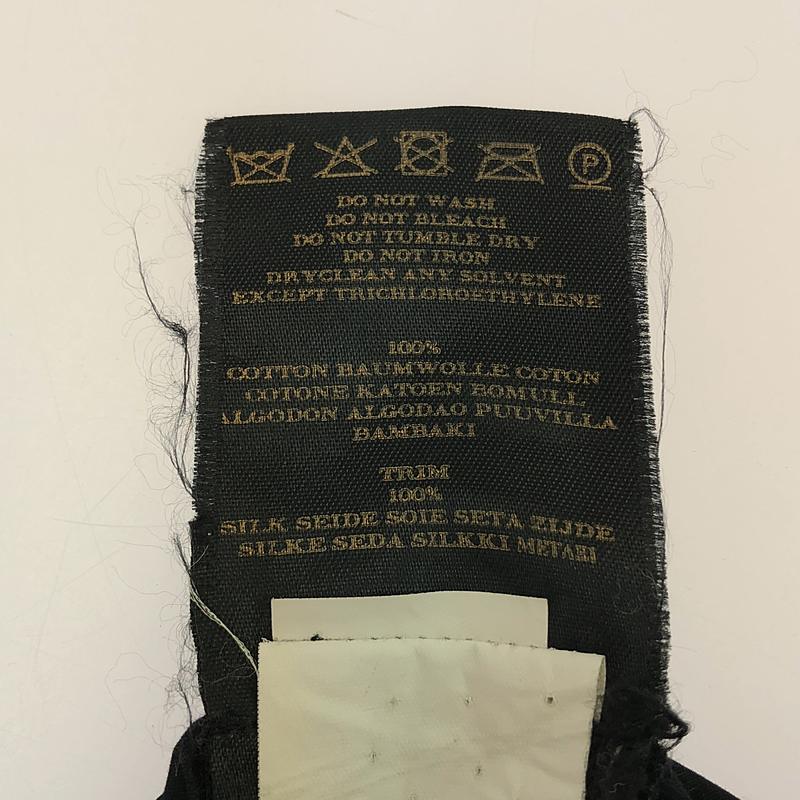 P
DO NOT WASH
DO NOT BLEACH
DO NOT TUMBLE DRY
DO NOT IRON
DRYCLEAN ANY SOLVENT
EXCEPT TRICHLOROETHYLENE
100%
COTTON BAUMWOLLE COTON
COTONE KATOEN BOMULL
ALGODON ALGODAO PUUVILLA
BAMBAKI
TRIM
100%
SILK SEIDE SOIE SETA ZIJDE
SILKE SEDA SILKKI METAΞI